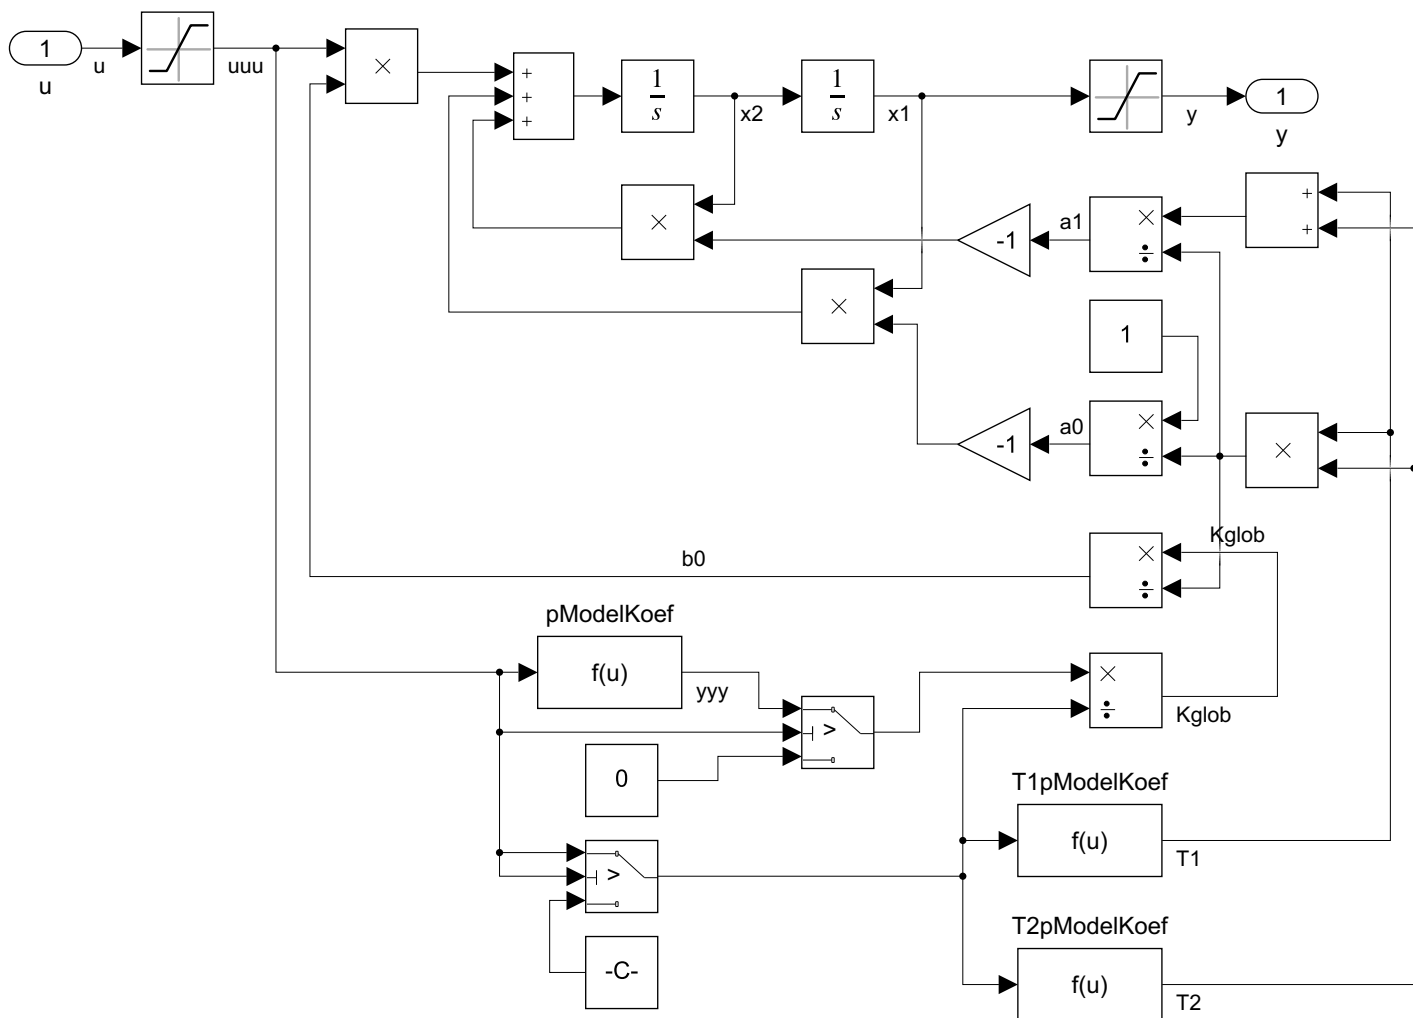 1
u
u
uuu
×
+
+
+
1
s
x2
1
s
x1
y
1
y
×
-1
a1
×
÷
+
+
×
1
-1
a0
×
÷
×
Kglob
b0
×
÷
pModelKoef
f(u)
yyy
>
0
×
÷
Kglob
T1pModelKoef
f(u)
T1
>
-C-
T2pModelKoef
f(u)
T2